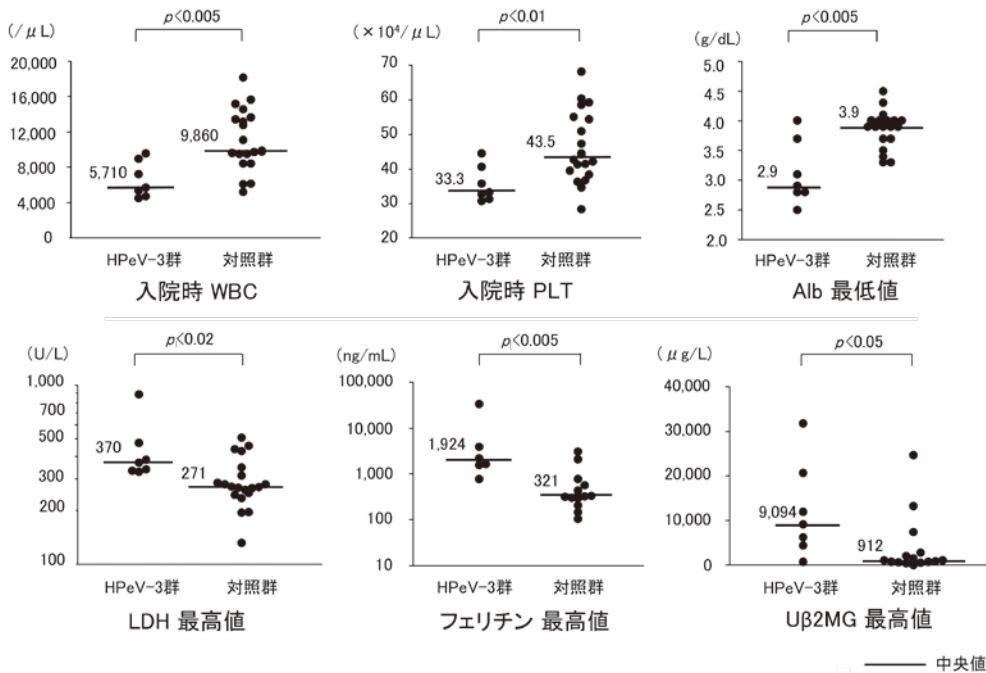 p<0.005
(/μL)
20,000
16,000
12,000
8,000
4,000
0
5,710
9,860
HPeV-3群 対照群
入院時 WBC
p<0.01
(×10⁴/μL)
70
60
50
40
30
20
33.3
43.5
HPeV-3群 対照群
入院時 PLT
p<0.005
(g/dL)
5.0
4.5
4.0
3.5
3.0
2.5
2.0
2.9
3.9
HPeV-3群 対照群
Alb 最低値
p<0.02
(U/L)
1,000
700
500
300
200
100
370
271
HPeV-3群 対照群
LDH 最高値
p<0.005
(ng/mL)
100,000
10,000
1,000
100
10
1,924
321
HPeV-3群 対照群
フェリチン 最高値
p<0.05
(μg/L)
40,000
30,000
20,000
10,000
0
9,094
912
HPeV-3群 対照群
Uβ2MG 最高値
中央値